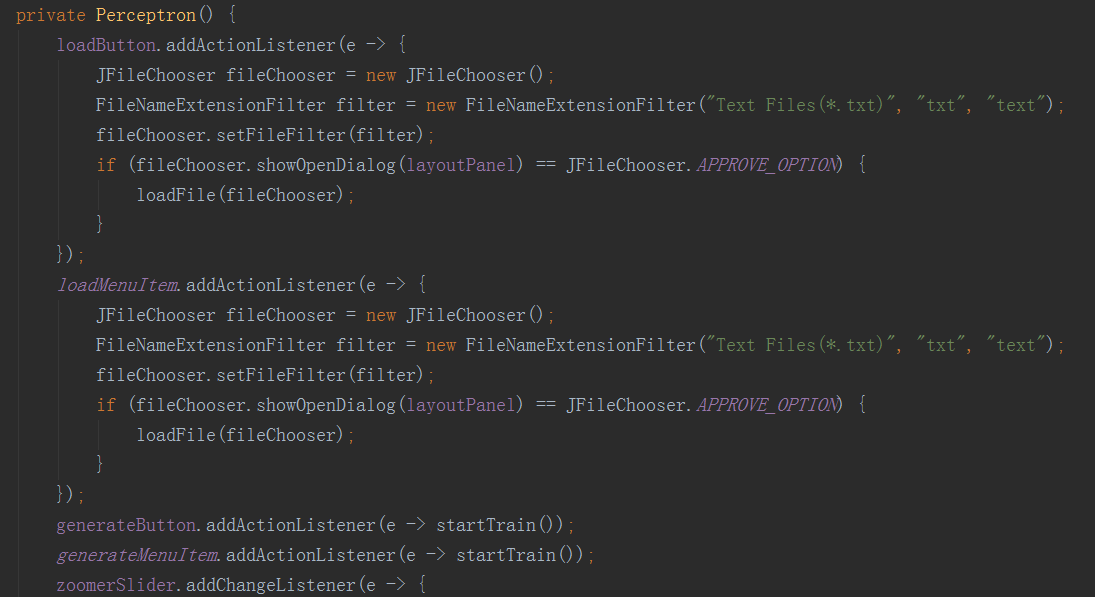 private Perceptron() {
    loadButton.addActionListener(e -> {
        JFileChooser fileChooser = new JFileChooser();
        FileNameExtensionFilter filter = new FileNameExtensionFilter("Text Files(*.txt)", "txt", "text");
        fileChooser.setFileFilter(filter);
        if (fileChooser.showOpenDialog(layoutPanel) == JFileChooser.APPROVE_OPTION) {
            loadFile(fileChooser);
        }
    });
    loadMenuItem.addActionListener(e -> {
        JFileChooser fileChooser = new JFileChooser();
        FileNameExtensionFilter filter = new FileNameExtensionFilter("Text Files(*.txt)", "txt", "text");
        fileChooser.setFileFilter(filter);
        if (fileChooser.showOpenDialog(layoutPanel) == JFileChooser.APPROVE_OPTION) {
            loadFile(fileChooser);
        }
    });
    generateButton.addActionListener(e -> startTrain());
    generateMenuItem.addActionListener(e -> startTrain());
    zoomerSlider.addChangeListener(e -> {